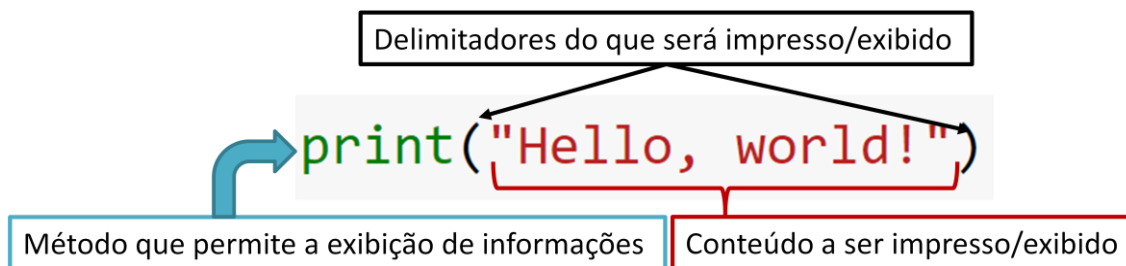 Delimitadores do que será impresso/exibido
print("Hello, world!")
Método que permite a exibição de informações
Conteúdo a ser impresso/exibido